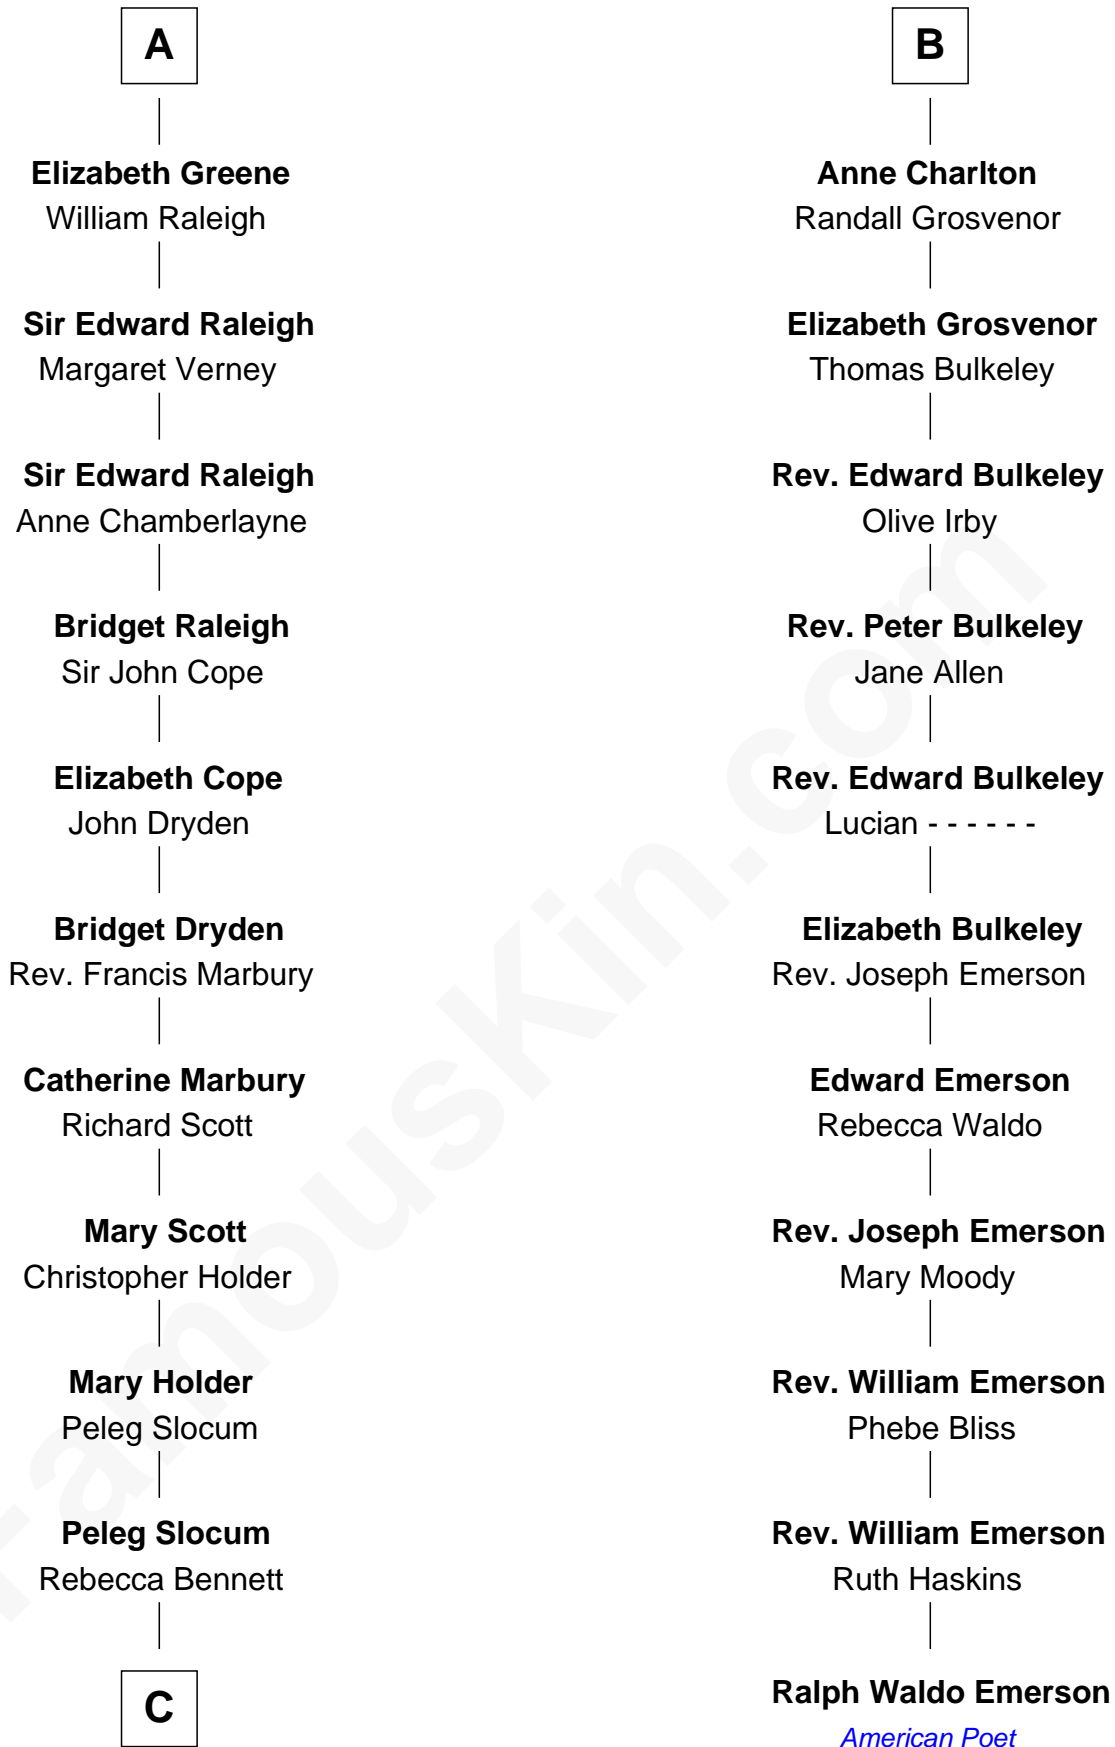 A
Elizabeth Greene
William Raleigh
Sir Edward Raleigh
Margaret Verney
Sir Edward Raleigh
Anne Chamberlayne
Bridget Raleigh
Sir John Cope
Elizabeth Cope
John Dryden
Bridget Dryden
Rev. Francis Marbury
Catherine Marbury
Richard Scott
Mary Scott
Christopher Holder
Mary Holder
Peleg Slocum
Peleg Slocum
Rebecca Bennett
C
B
Anne Charlton
Randall Grosvenor
Elizabeth Grosvenor
Thomas Bulkeley
Rev. Edward Bulkeley
Olive Irby
Rev. Peter Bulkeley
Jane Allen
Rev. Edward Bulkeley
Lucian - - - - - -
Elizabeth Bulkeley
Rev. Joseph Emerson
Edward Emerson
Rebecca Waldo
Rev. Joseph Emerson
Mary Moody
Rev. William Emerson
Phebe Bliss
Rev. William Emerson
Ruth Haskins
Ralph Waldo Emerson
American Poet
FamousKin.com